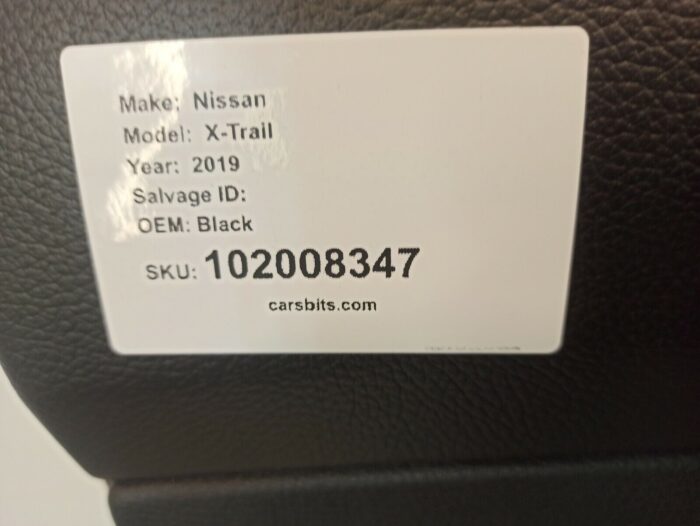 Make: Nissan
Model: X-Trail
Year: 2019
Salvage ID:
OEM: Black
SKU: 102008347
carsbits.com